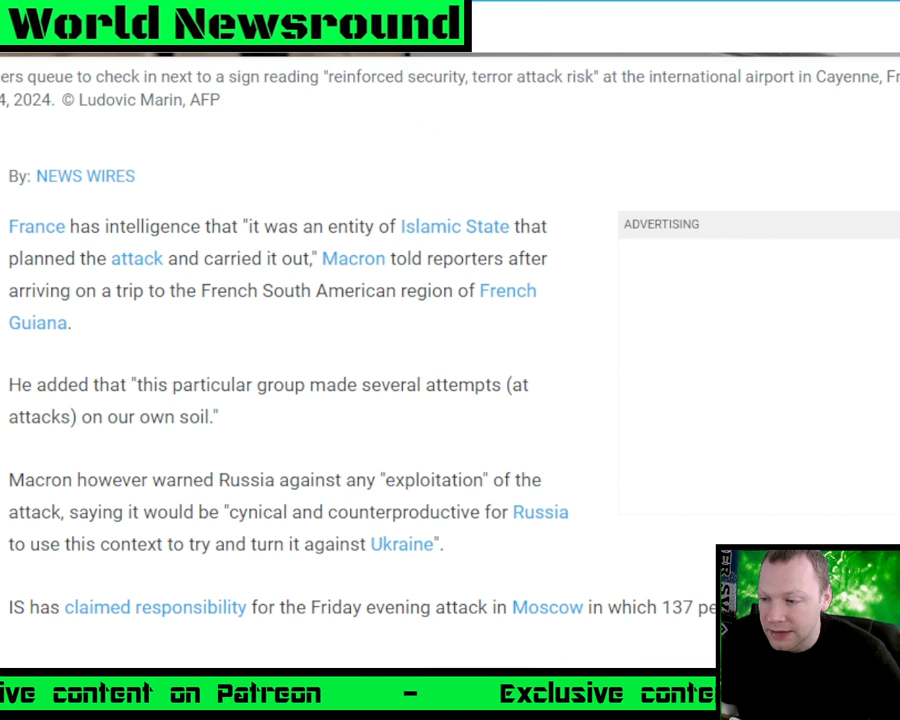 World Newsround
ers queue to check in next to a sign reading "reinforced security, terror attack risk" at the international airport in Cayenne,
4, 2024. © Ludovic Marin, AFP
By: NEWS WIRES
France has intelligence that "it was an entity of Islamic State that
ADVERTISING
planned the attack and carried it out," Macron told reporters after
arriving on a trip to the French South American region of French
Guiana.
He added that "this particular group made several attempts (at
attacks) on our own soil."
Macron however warned Russia against any "exploitation" of the
attack, saying it would be "cynical and counterproductive for Russia
to use this context to try and turn it against Ukraine".
IS has claimed responsibility for the Friday evening attack in Moscow in which 137 pe
ive content on Patreon - Exclusive conte